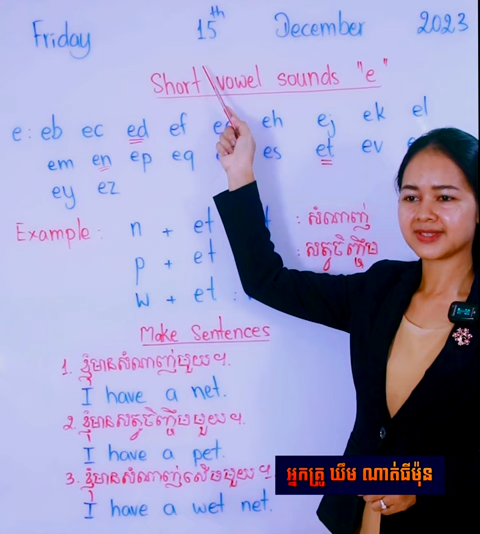 Friday 15th December 2023
Short vowel sounds "e"
e: eb ec ed ef eh ej ek el
em en ep eq es et ev
ey ez
Example: n + et : សំណាញ់
p + et : សត្វចិញ្ចឹម
w + et :
Make Sentences
1. ខ្ញុំមានសំណាញ់មួយ។
I have a net.
2. ខ្ញុំមានសត្វចិញ្ចឹមមួយ។
I have a pet.
3. ខ្ញុំមានសំណាញ់សើមមួយ។
I have a wet net.
អ្នកគ្រូ ឃឹម ណាត់ធីម៉ុន